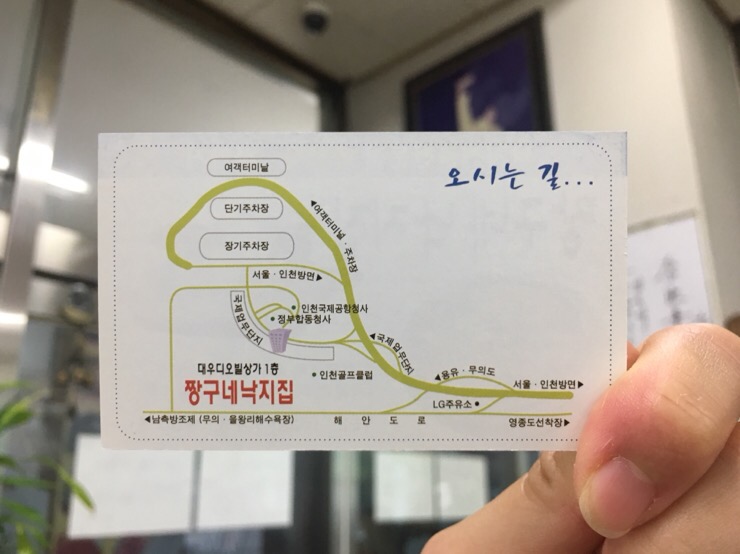 오시는 길...
여객터미날
단기주차장
장기주차장
◀여객터미널·주차장
서울·인천방면▶
국제업무단지
인천국제공항청사
정부합동청사
◀국제업무단지
대우디오빌상가 1층
짱구네낙지집
인천골프클럽
◀용유·무의도
서울·인천방면▶
LG주유소
◀남측방조제 (무의·을왕리해수욕장)
해 안 도 로
영종도선착장▶